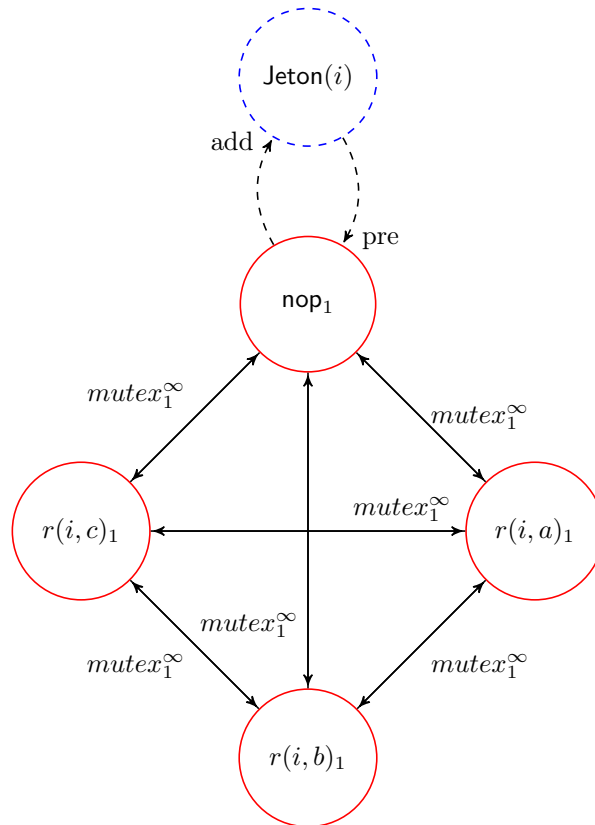 Jeton(i)
add
pre
nop₁
mutex₁^∞
mutex₁^∞
r(i, c)₁
mutex₁^∞
r(i, a)₁
mutex₁^∞
mutex₁^∞
mutex₁^∞
r(i, b)₁